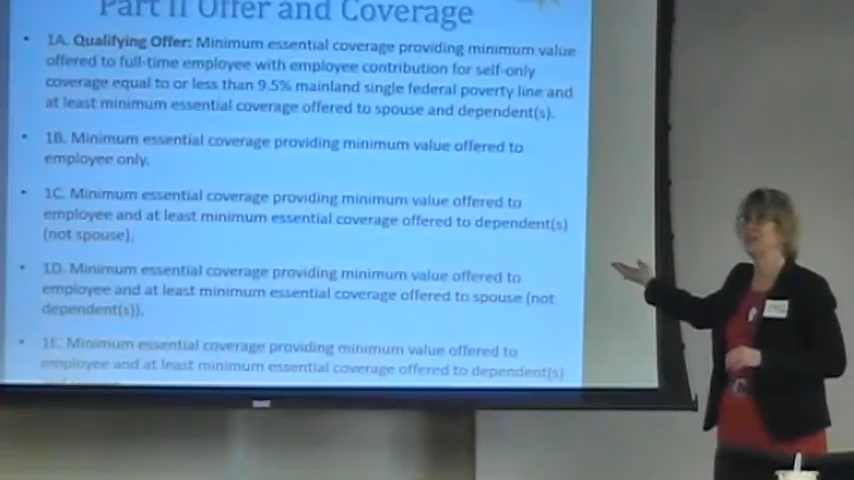 Part II Offer and Coverage
• 1A. Qualifying Offer: Minimum essential coverage providing minimum value
offered to full-time employee with employee contribution for self-only
coverage equal to or less than 9.5% mainland single federal poverty line and
at least minimum essential coverage offered to spouse and dependent(s).
• 1B. Minimum essential coverage providing minimum value offered to
employee only.
• 1C. Minimum essential coverage providing minimum value offered to
employee and at least minimum essential coverage offered to dependent(s)
(not spouse).
• 1D. Minimum essential coverage providing minimum value offered to
employee and at least minimum essential coverage offered to spouse (not
dependent(s)).
• 1E. Minimum essential coverage providing minimum value offered to
employee and at least minimum essential coverage offered to dependent(s)